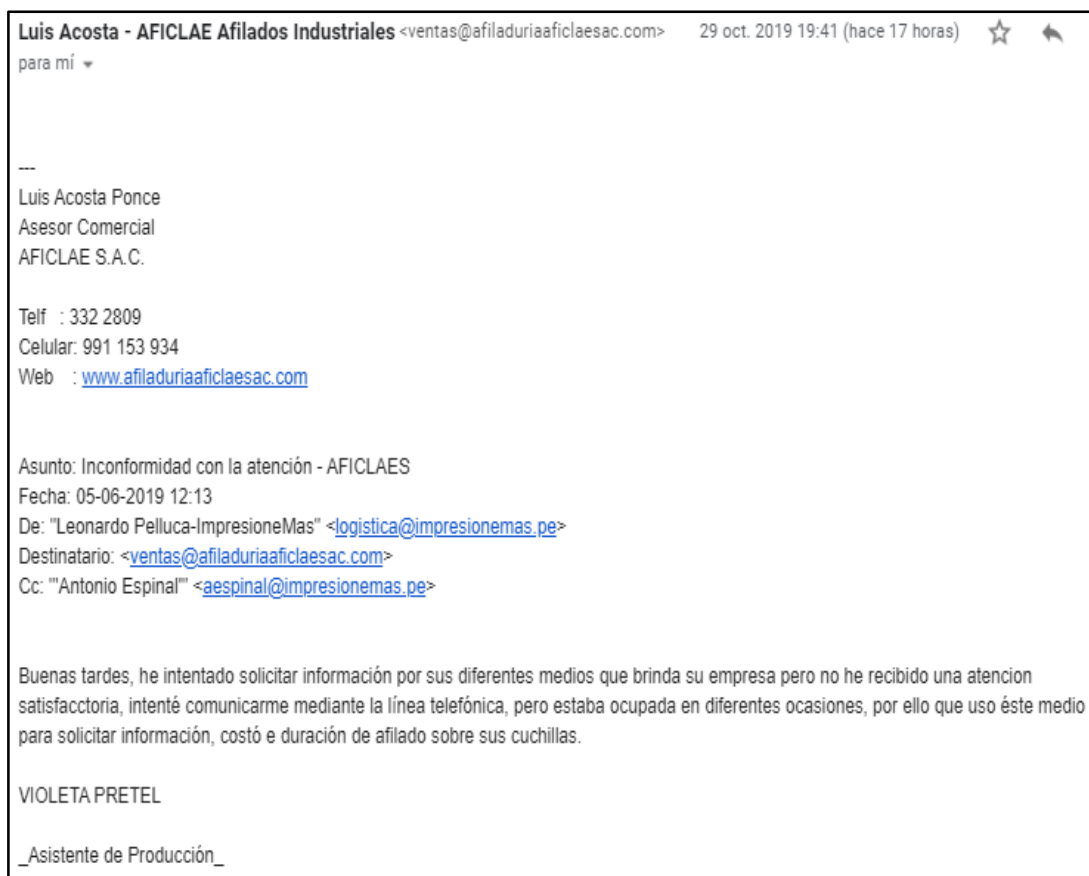 Luis Acosta - AFICLAE Afilados Industriales <ventas@afiladuriaaficlaesac.com> 29 oct. 2019 19:41 (hace 17 horas)
para mí
---
Luis Acosta Ponce
Asesor Comercial
AFICLAE S.A.C.
Telf : 332 2809
Celular: 991 153 934
Web : www.afiladuriaaficlaesac.com
Asunto: Inconformidad con la atención - AFICLAES
Fecha: 05-06-2019 12:13
De: "Leonardo Pelluca-ImpresioneMas" <logistica@impresionemas.pe>
Destinatario: <ventas@afiladuriaaficlaesac.com>
Cc: "'Antonio Espinal'" <aespinal@impresionemas.pe>
Buenas tardes, he intentado solicitar información por sus diferentes medios que brinda su empresa pero no he recibido una atencion
satisfacctoria, intenté comunicarme mediante la línea telefónica, pero estaba ocupada en diferentes ocasiones, por ello que uso éste medio
para solicitar información, costó e duración de afilado sobre sus cuchillas.
VIOLETA PRETEL
_Asistente de Producción_